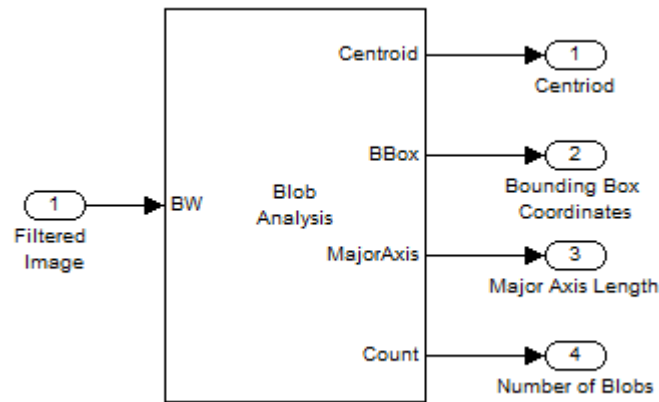 Centroid
1
Centriod
BBox
2
Bounding Box
Coordinates
1
BW
Blob
Analysis
Filtered
Image
MajorAxis
3
Major Axis Length
Count
4
Number of Blobs